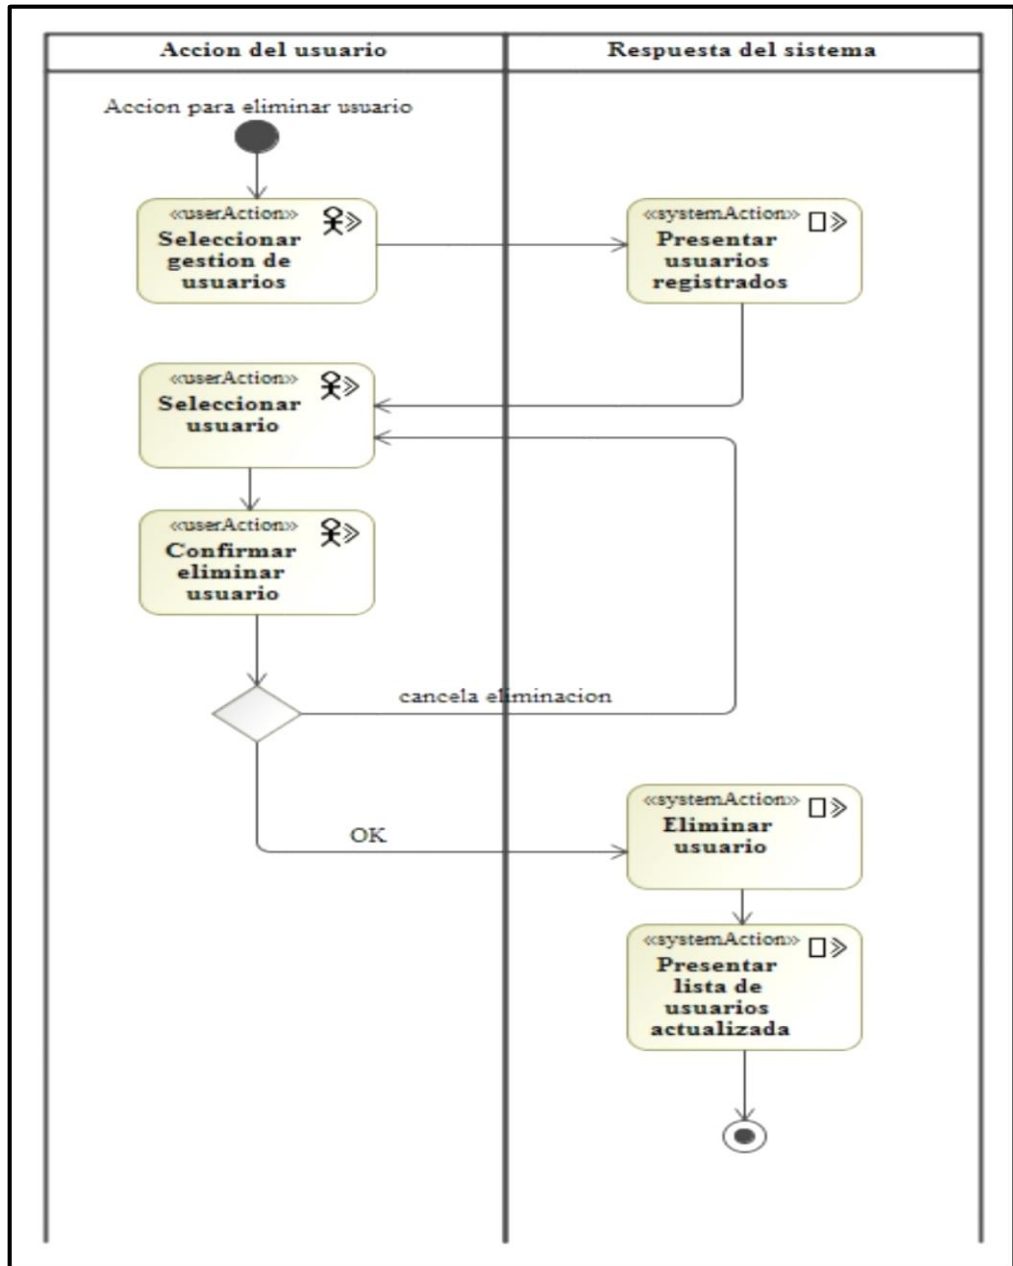 Accion del usuario
Respuesta del sistema
Accion para eliminar usuario
«userAction»
Seleccionar
gestion de
usuarios
«systemAction»
Presentar
usuarios
registrados
«userAction»
Seleccionar
usuario
«userAction»
Confirmar
eliminar
usuario
cancela eliminacion
OK
«systemAction»
Eliminar
usuario
«systemAction»
Presentar
lista de
usuarios
actualizada